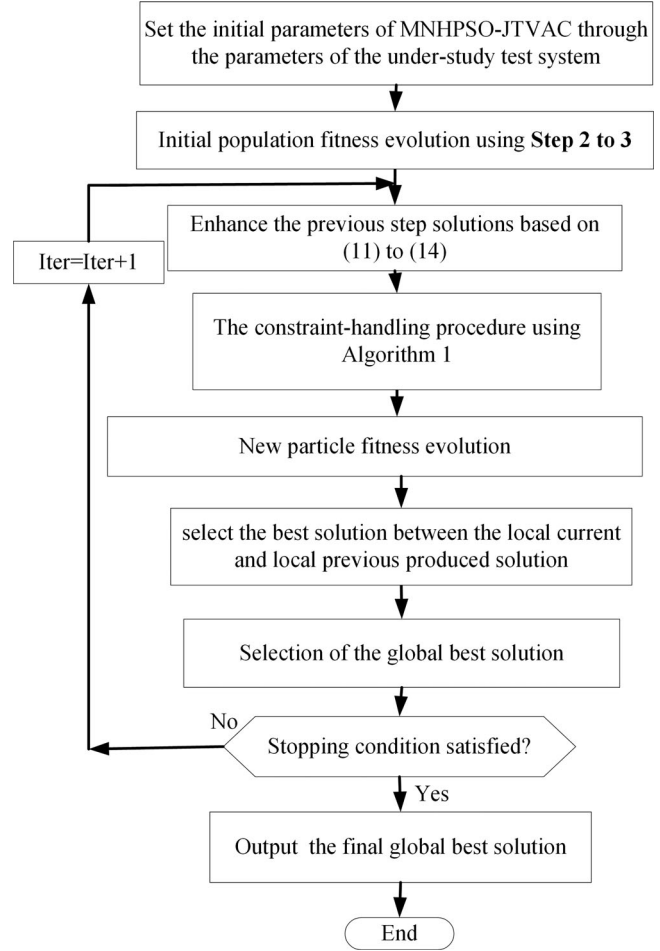 Set the initial parameters of MNHPSO-JTVAC through
the parameters of the under-study test system
Initial population fitness evolution using Step 2 to 3
Enhance the previous step solutions based on
(11) to (14)
Iter=Iter+1
The constraint-handling procedure using
Algorithm 1
New particle fitness evolution
select the best solution between the local current
and local previous produced solution
Selection of the global best solution
No
Stopping condition satisfied?
Yes
Output the final global best solution
End